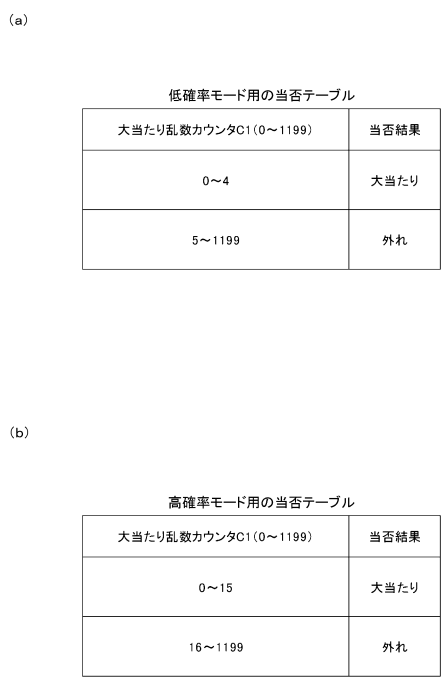 (a)
低確率モード用の当否テーブル
大当たり乱数カウンタC1(0～1199) 当否結果
0～4 大当たり
5～1199 外れ
(b)
高確率モード用の当否テーブル
大当たり乱数カウンタC1(0～1199) 当否結果
0～15 大当たり
16～1199 外れ